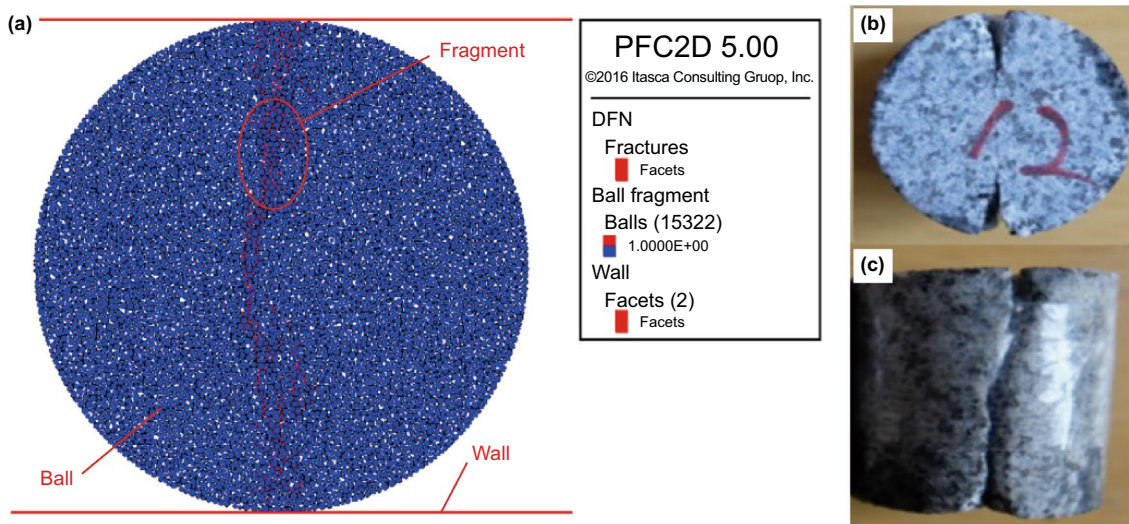 (a)
Fragment
Ball
Wall
PFC2D 5.00
©2016 Itasca Consulting Gruop, Inc.
DFN
Fractures
Facets
Ball fragment
Balls (15322)
1.0000E+00
Wall
Facets (2)
Facets
(b)
12
(c)